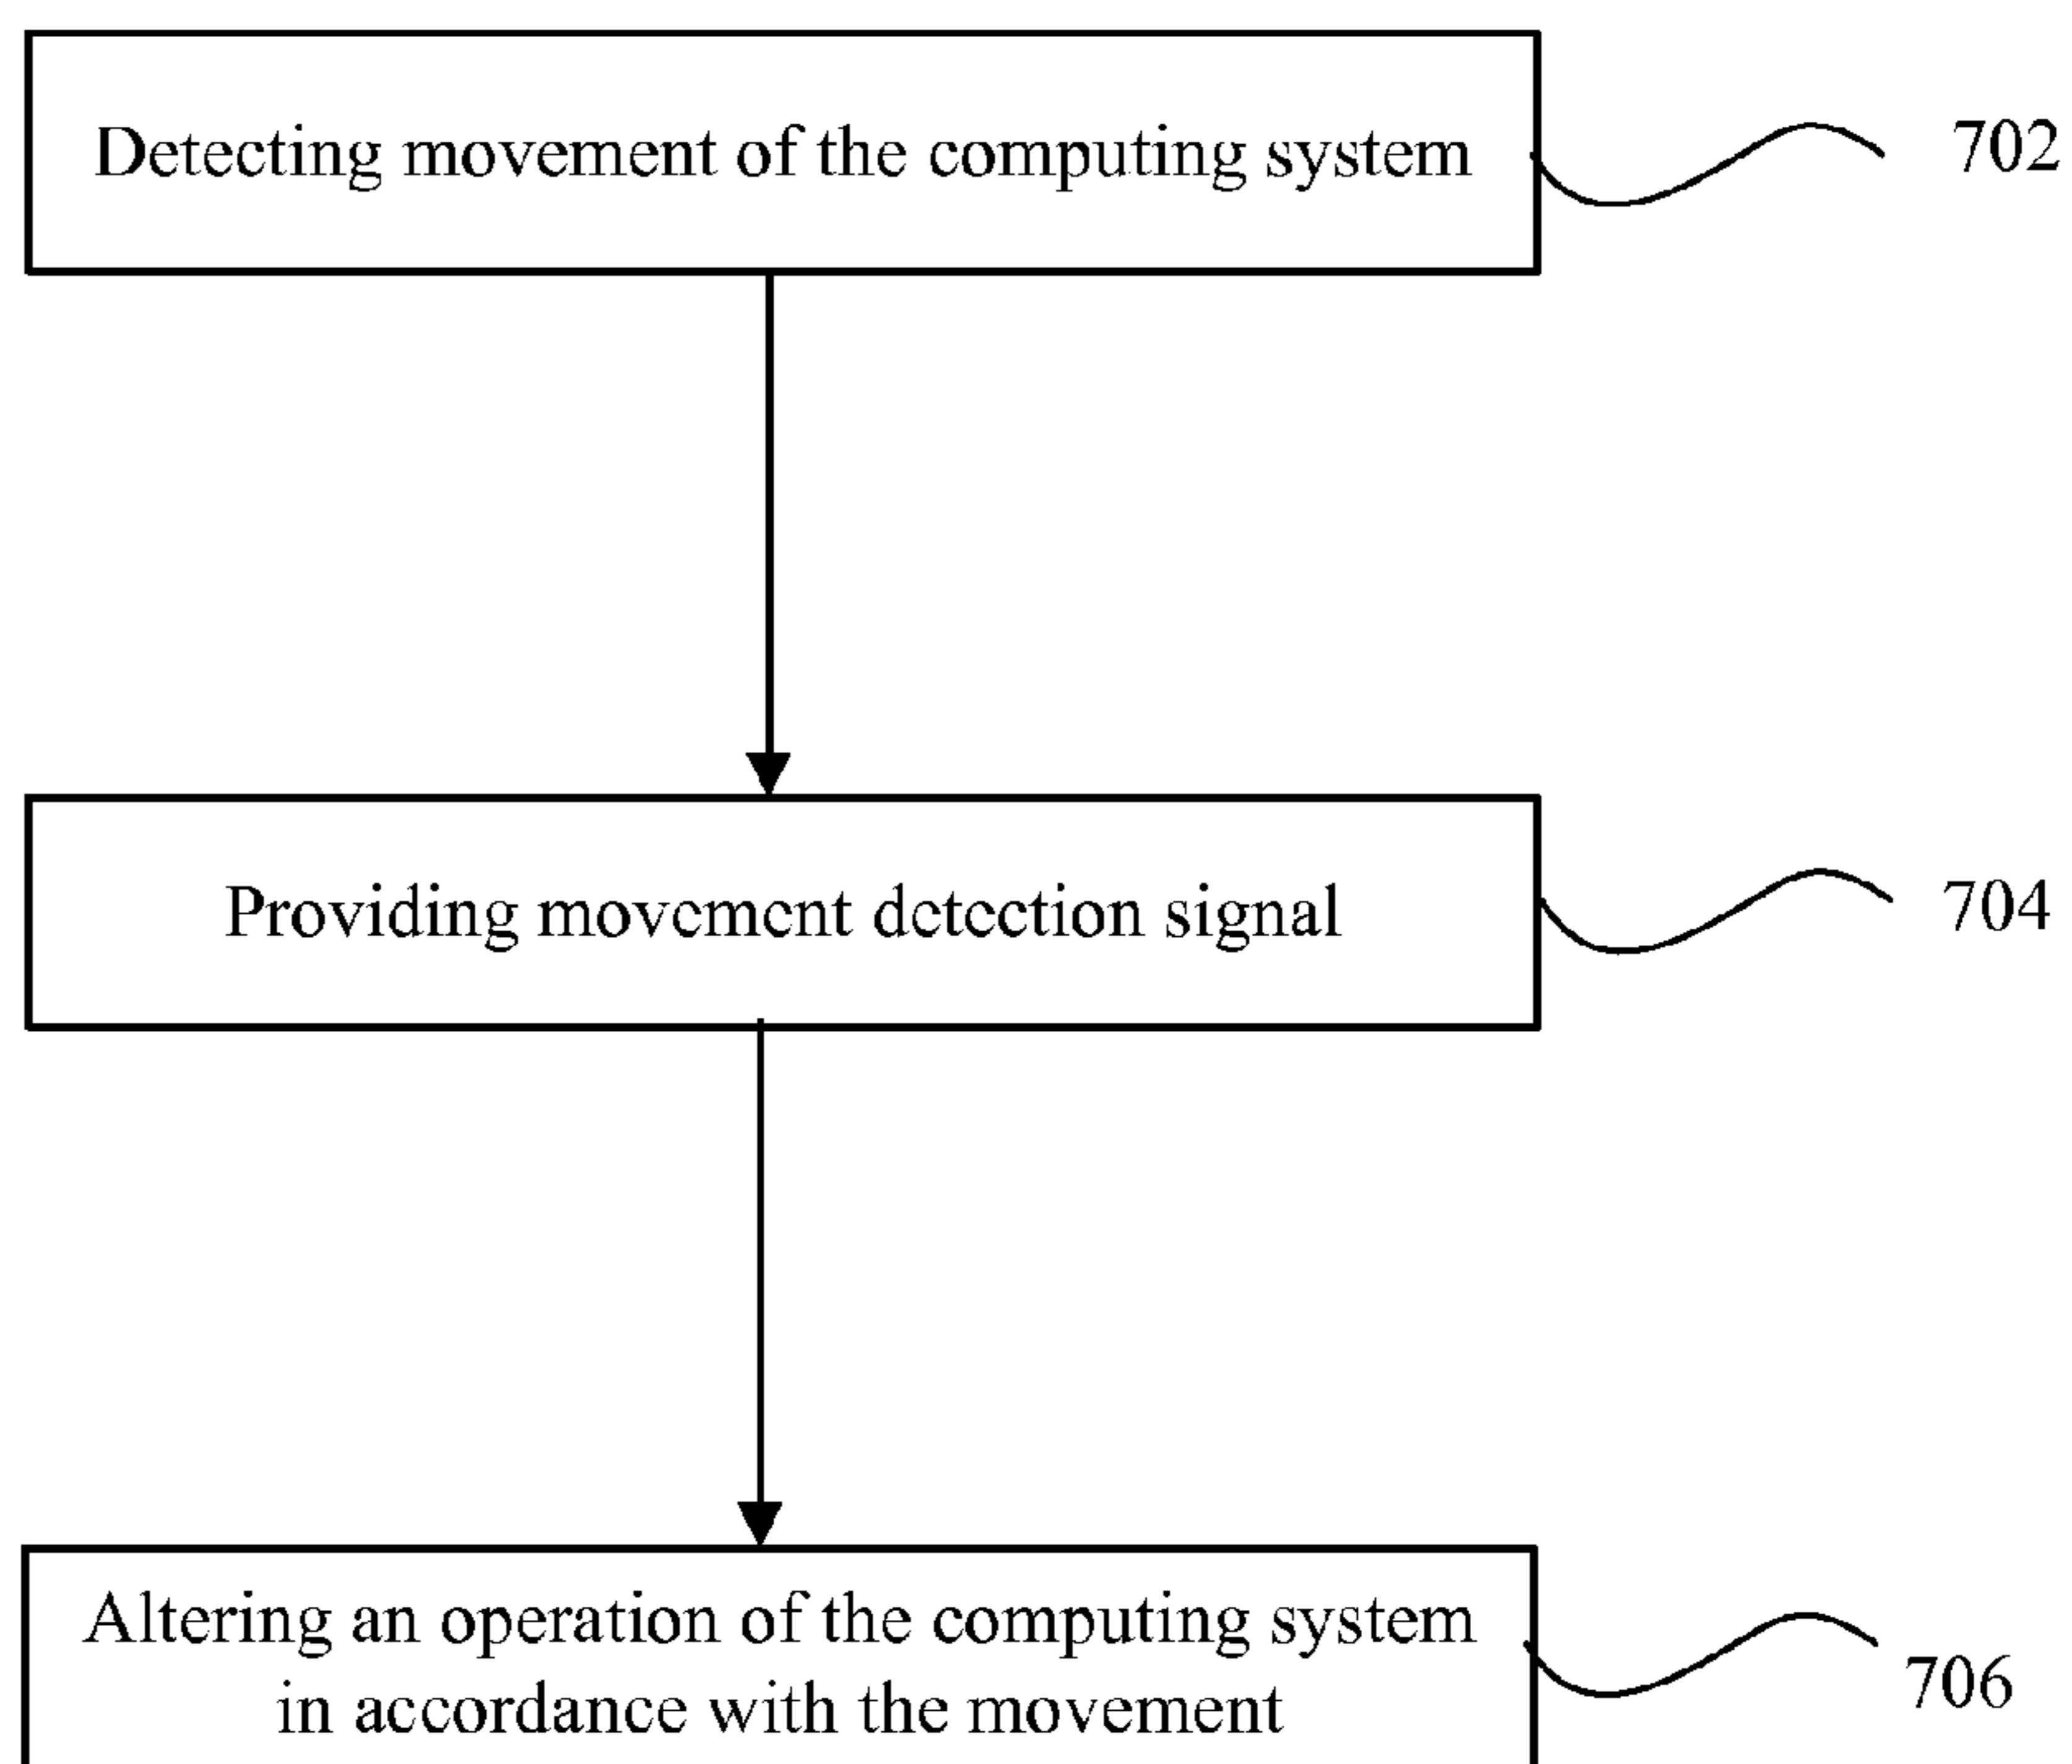 Detecting movement of the computing system
702
Providing movement detection signal
704
Altering an operation of the computing system
in accordance with the movement
706